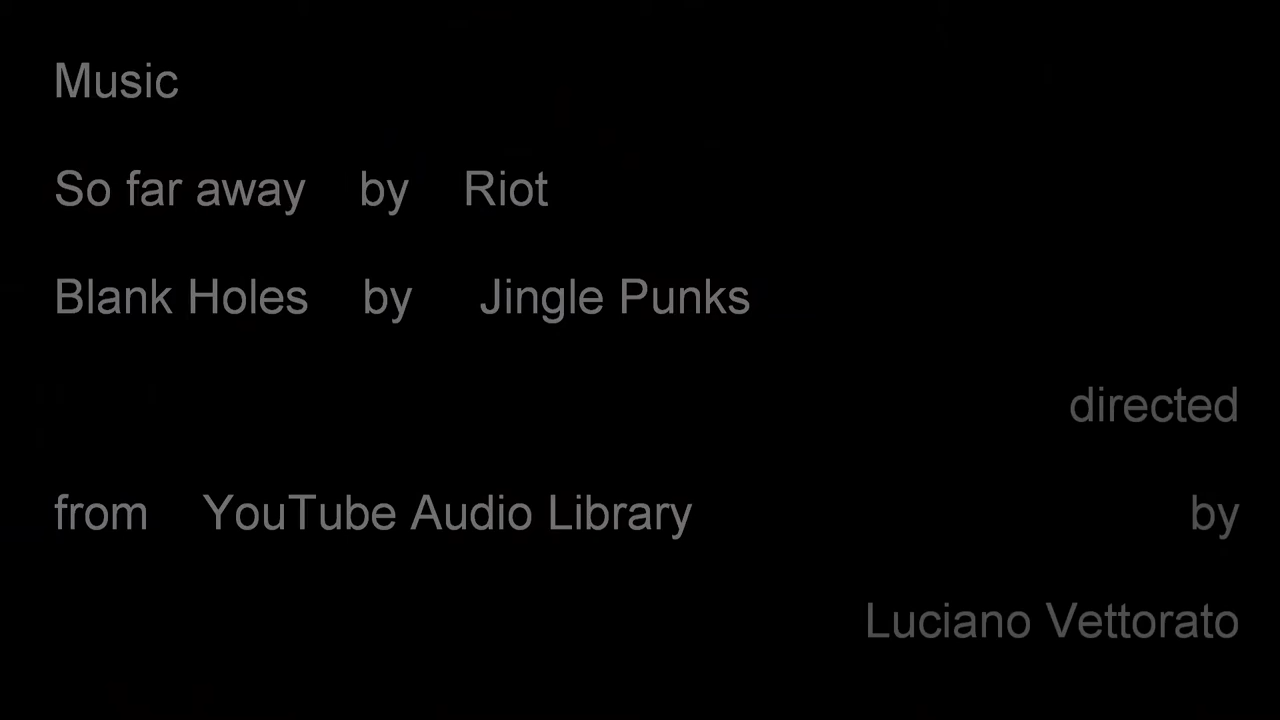 Music
So far away by Riot
Blank Holes by Jingle Punks
from YouTube Audio Library
directed
by
Luciano Vettorato